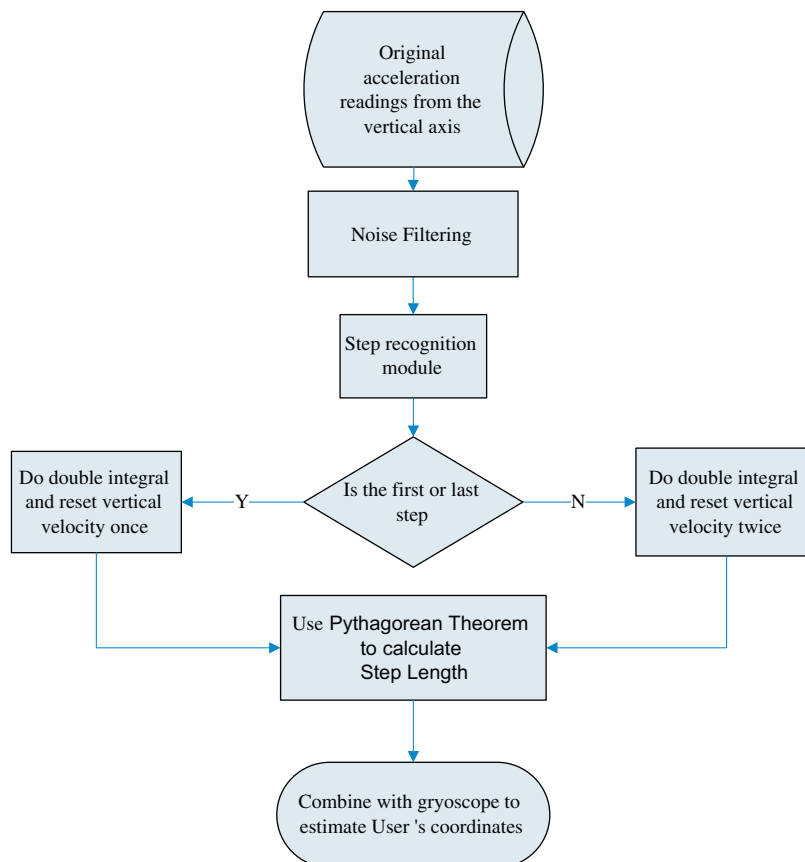 Original
acceleration
readings from the
vertical axis
Noise Filtering
Step recognition
module
Is the first or last
step
Y
N
Do double integral
and reset vertical
velocity once
Do double integral
and reset vertical
velocity twice
Use Pythagorean Theorem
to calculate
Step Length
Combine with gryoscope to
estimate User 's coordinates